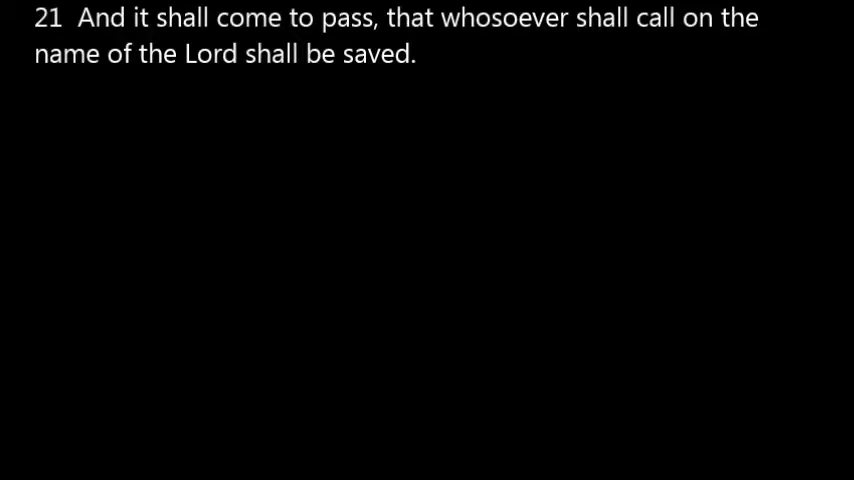 21  And it shall come to pass, that whosoever shall call on the
name of the Lord shall be saved.